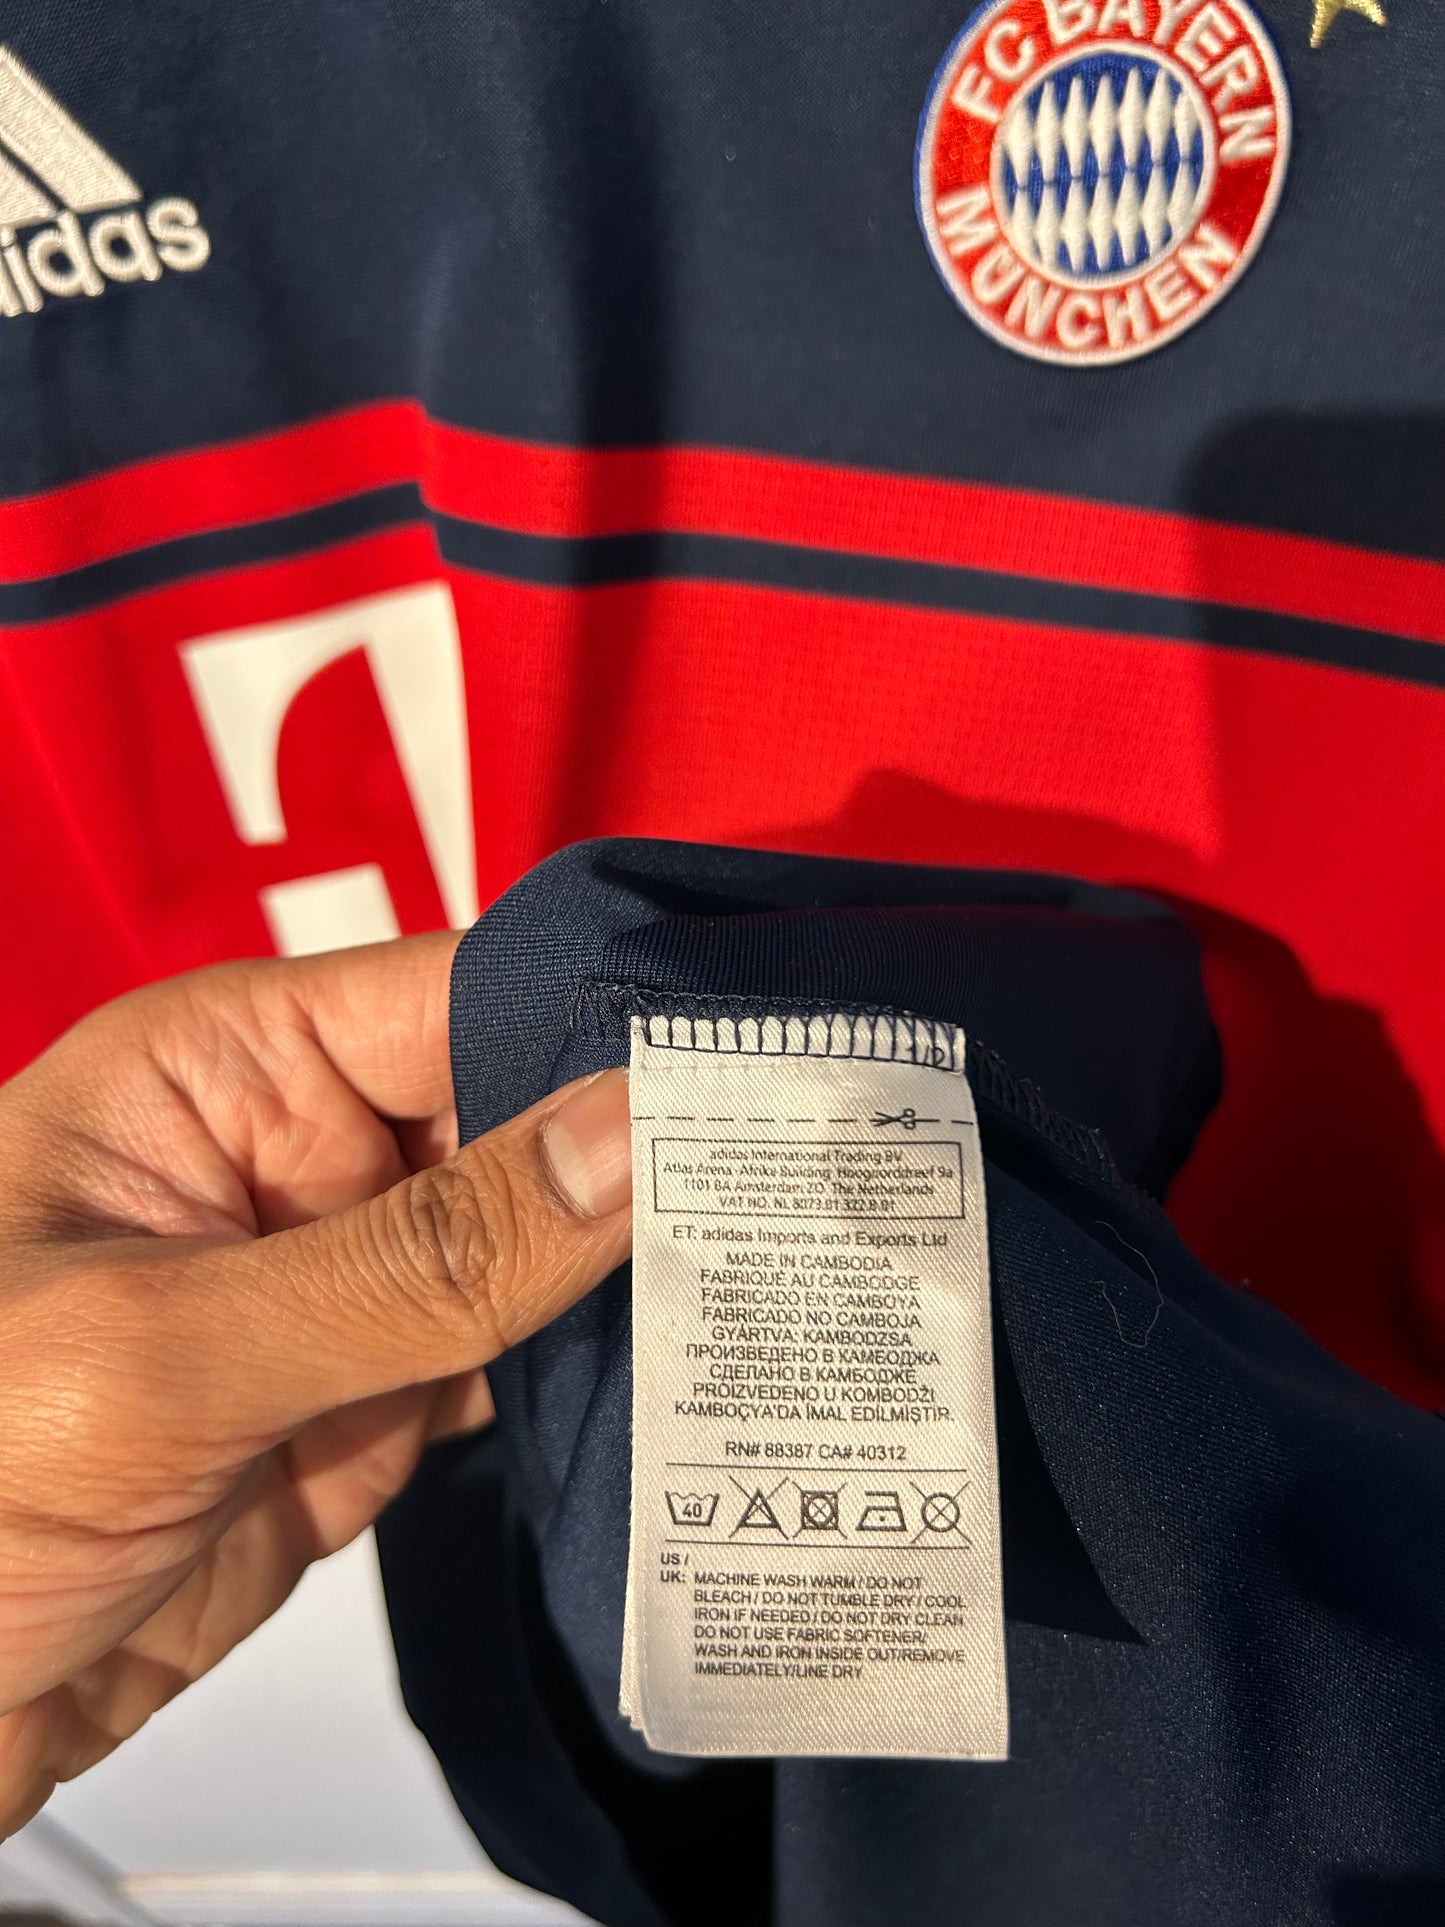 adidas
FC BAYERN
MÜNCHEN
adidas International Trading BV
Atlas Arena - Afrika Building, Hoogoorddreef 9a
1101 BA Amsterdam ZO, The Netherlands
VAT NO. NL 8073.01.322.B.01
ET: adidas Imports and Exports Ltd
MADE IN CAMBODIA
FABRIQUÉ AU CAMBODGE
FABRICADO EN CAMBOYA
FABRICADO NO CAMBOJA
GYÁRTVA: KAMBODZSA
ПРОИЗВЕДЕНО В КАМБОДЖА
СДЕЛАНО В КАМБОДЖЕ
PROIZVEDENO U KOMBODŽI
KAMBOÇYA'DA İMAL EDİLMİŞTİR.
RN# 88387 CA# 40312
40
US /
UK: MACHINE WASH WARM / DO NOT
BLEACH / DO NOT TUMBLE DRY / COOL
IRON IF NEEDED / DO NOT DRY CLEAN
DO NOT USE FABRIC SOFTENER/
WASH AND IRON INSIDE OUT/REMOVE
IMMEDIATELY/LINE DRY